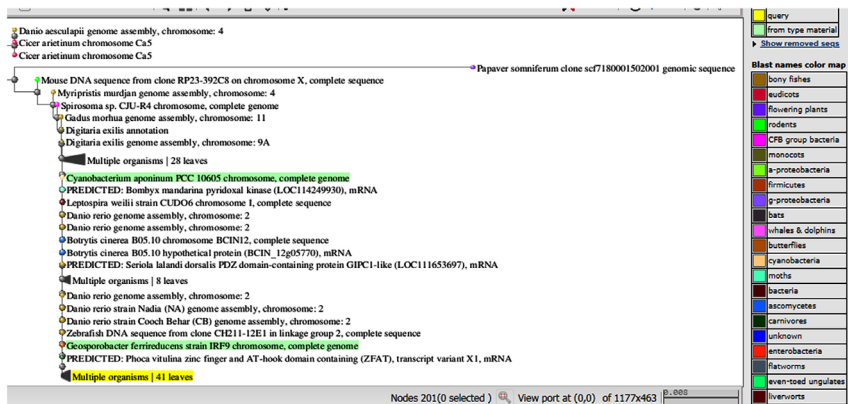 Danio aesculapii genome assembly, chromosome: 4
Cicer arietinum chromosome Ca5
Cicer arietinum chromosome Ca5
Papaver somniferum clone scf7180001502001 genomic sequence
Mouse DNA sequence from clone RP23-392C8 on chromosome X, complete sequence
Myripristis murdjan genome assembly, chromosome: 4
Spirosoma sp. CJU-R4 chromosome, complete genome
Gadus morhua genome assembly, chromosome: 11
Digitaria exilis annotation
Digitaria exilis genome assembly, chromosome: 9A
Multiple organisms | 28 leaves
Cyanobacterium aponinum PCC 10605 chromosome, complete genome
PREDICTED: Bombyx mandarina pyridoxal kinase (LOC114249930), mRNA
Leptospira weilii strain CUDO6 chromosome I, complete sequence
Danio rerio genome assembly, chromosome: 2
Danio rerio genome assembly, chromosome: 2
Botrytis cinerea B05.10 chromosome BCIN12, complete sequence
Botrytis cinerea B05.10 hypothetical protein (BCIN_12g05770), mRNA
PREDICTED: Seriola lalandi dorsalis PDZ domain-containing protein GIPC1-like (LOC111653697), mRNA
Multiple organisms | 8 leaves
Danio rerio genome assembly, chromosome: 2
Danio rerio strain Nadia (NA) genome assembly, chromosome: 2
Danio rerio strain Cooch Behar (CB) genome assembly, chromosome: 2
Zebrafish DNA sequence from clone CH211-12E1 in linkage group 2, complete sequence
Geosporobacter ferrireducens strain IRF9 chromosome, complete genome
PREDICTED: Phoca vitulina zinc finger and AT-hook domain containing (ZFAT), transcript variant X1, mRNA
Multiple organisms | 41 leaves
Nodes 201(0 selected ) View port at (0,0) of 1177x463 0.008
query
from type material
Show removed seqs
Blast names color map
bony fishes
eudicots
flowering plants
rodents
CFB group bacteria
monocots
a-proteobacteria
firmicutes
g-proteobacteria
bats
whales & dolphins
butterflies
cyanobacteria
moths
bacteria
ascomycetes
carnivores
unknown
enterobacteria
flatworms
even-toed ungulates
liverworts